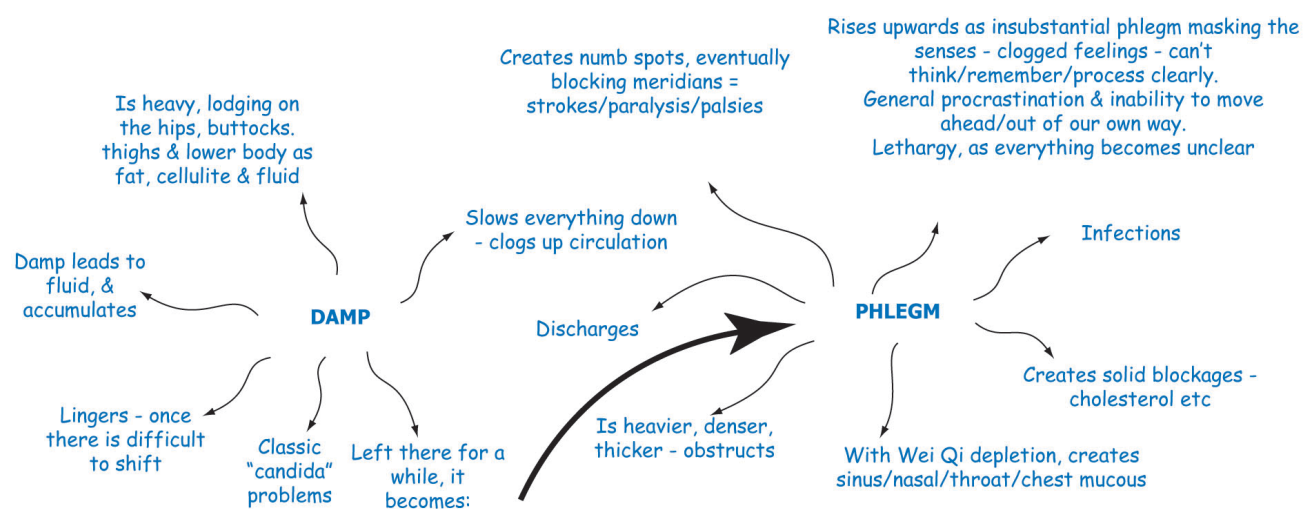 Is heavy, lodging on
the hips, buttocks.
thighs & lower body as
fat, cellulite & fluid
Slows everything down
- clogs up circulation
Damp leads to
fluid, &
accumulates
DAMP
Lingers - once
there is difficult
to shift
Classic
"candida"
problems
Left there for a
while, it
becomes:
Creates numb spots, eventually
blocking meridians =
strokes/paralysis/palsies
Rises upwards as insubstantial phlegm masking the
senses - clogged feelings - can't
think/remember/process clearly.
General procrastination & inability to move
ahead/out of our own way.
Lethargy, as everything becomes unclear
Infections
Discharges
PHLEGM
Creates solid blockages -
cholesterol etc
Is heavier, denser,
thicker - obstructs
With Wei Qi depletion, creates
sinus/nasal/throat/chest mucous